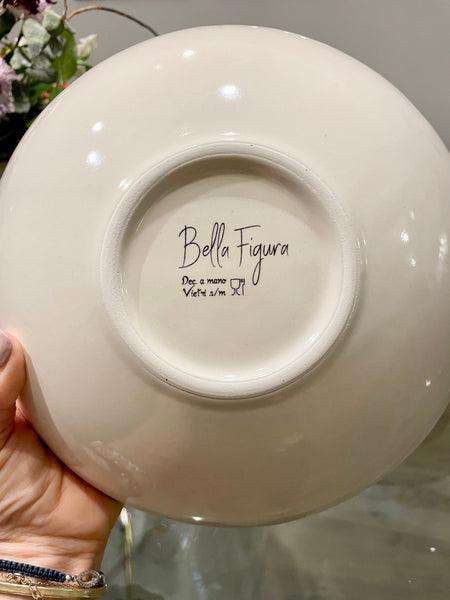 Bella Figura
Dec. a mano
Vietri s/m